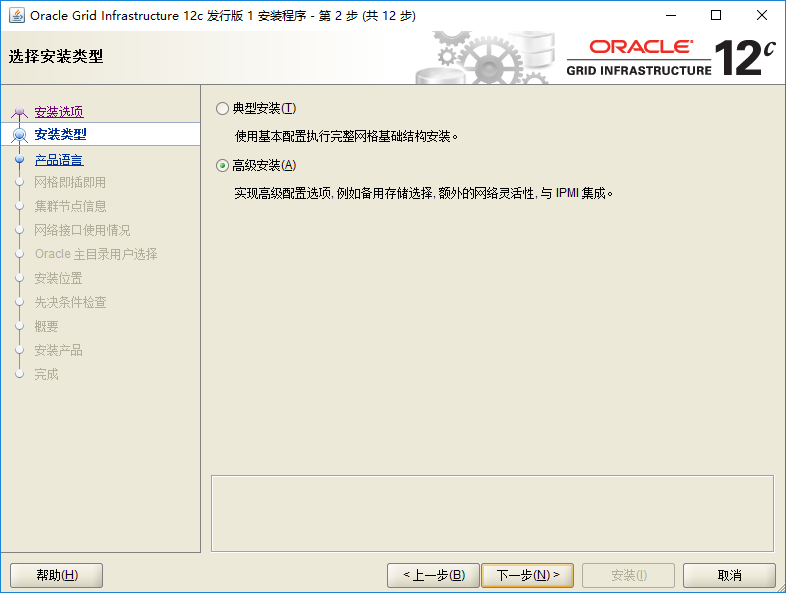 Oracle Grid Infrastructure 12c 发行版 1 安装程序 - 第 2 步 (共 12 步)
选择安装类型
ORACLE®
GRID INFRASTRUCTURE 12c
安装选项
安装类型
产品语言
网格即插即用
集群节点信息
网络接口使用情况
Oracle 主目录用户选择
安装位置
先决条件检查
概要
安装产品
完成
典型安装(T)
使用基本配置执行完整网格基础结构安装。
高级安装(A)
实现高级配置选项, 例如备用存储选择, 额外的网络灵活性, 与 IPMI 集成。
帮助(H)
< 上一步(B)
下一步(N) >
安装(I)
取消